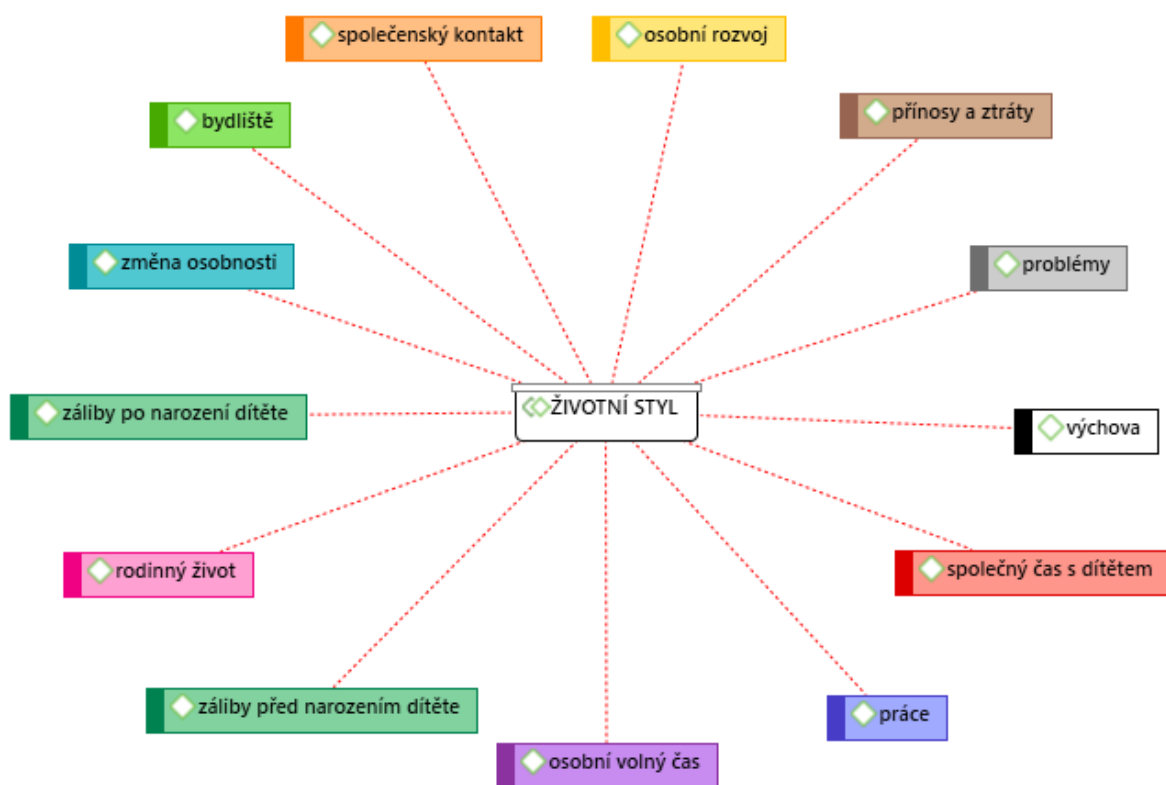 společenský kontakt
osobní rozvoj
přínosy a ztráty
bydliště
změna osobnosti
problémy
ŽIVOTNÍ STYL
záliby po narození dítěte
výchova
rodinný život
společný čas s dítětem
záliby před narozením dítěte
práce
osobní volný čas